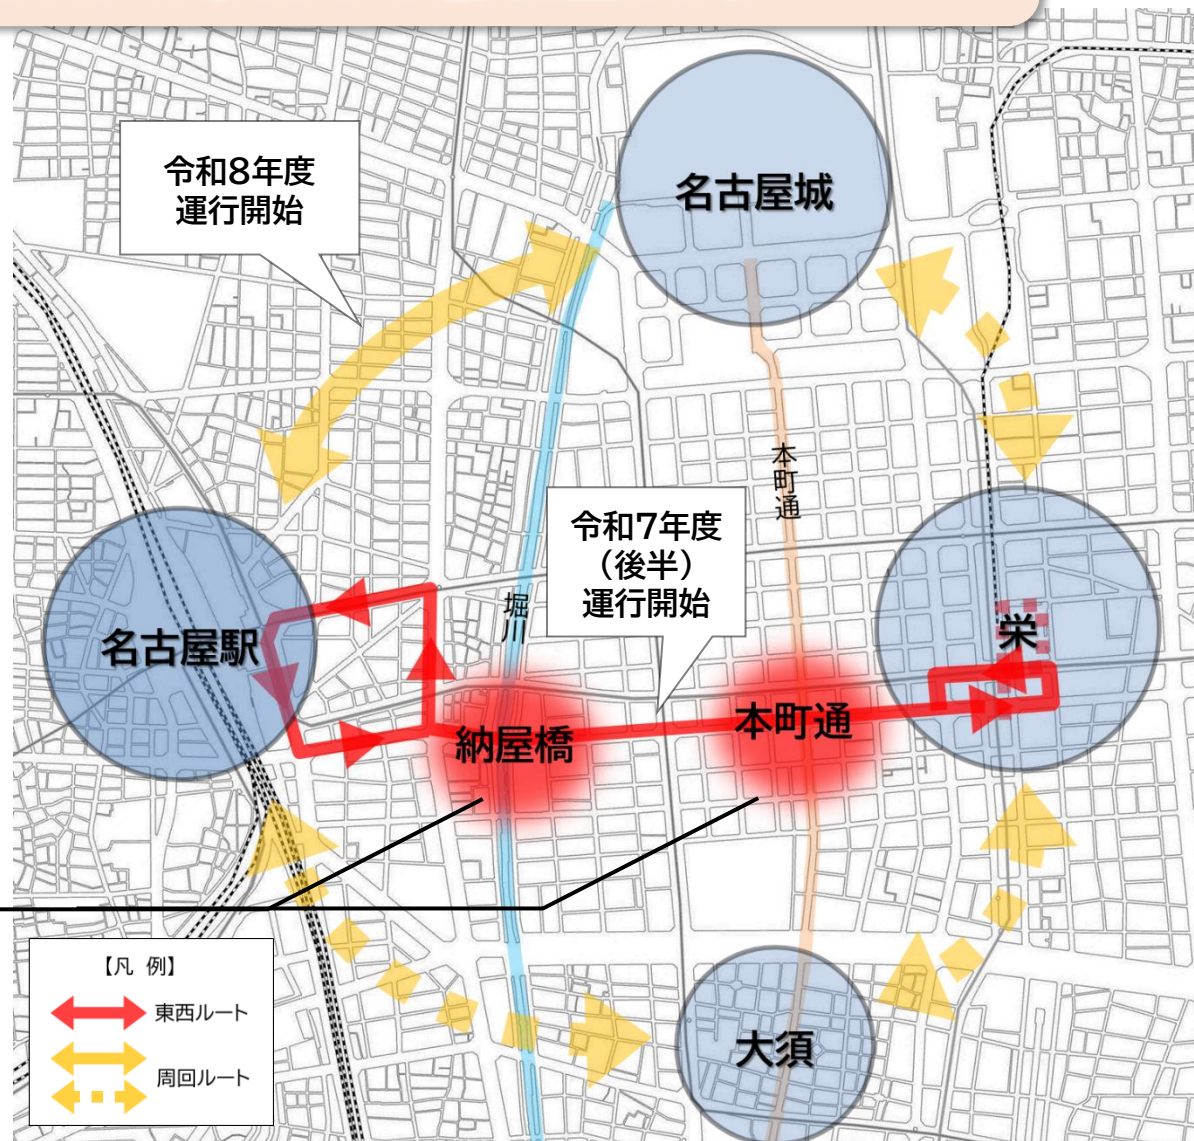 令和8年度
運行開始
名古屋城
本町通
令和7年度
（後半）
運行開始
堀川
名古屋駅
栄
納屋橋
本町通
大須
【凡 例】
東西ルート
周回ルート